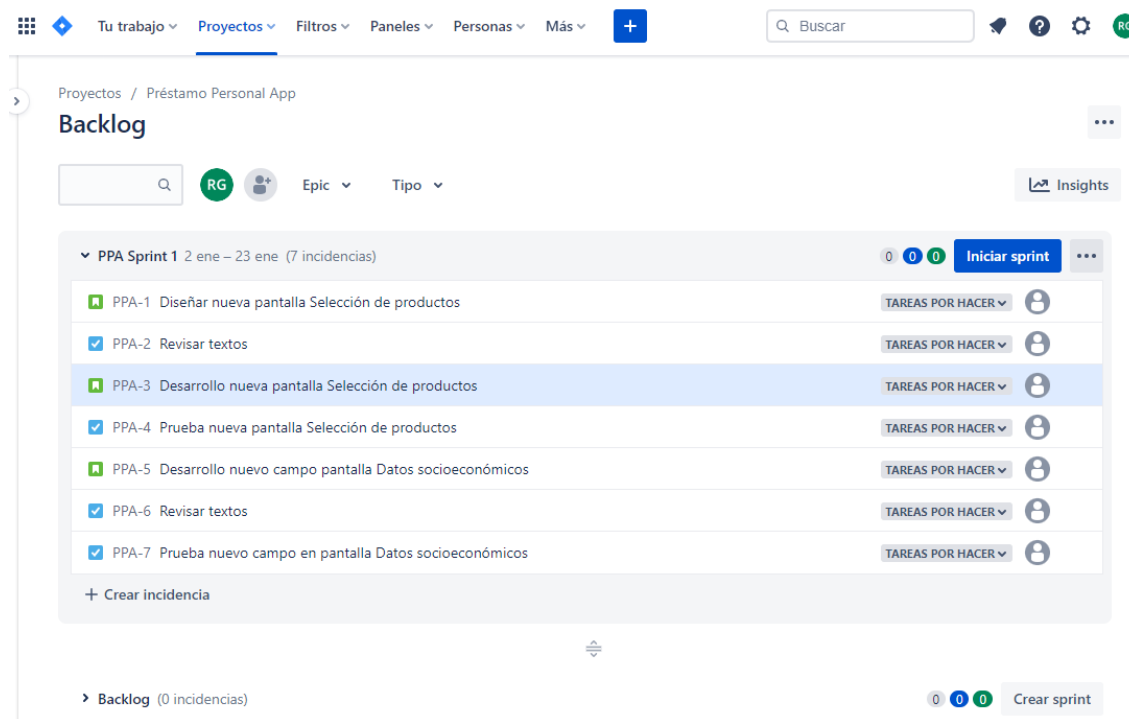 Tu trabajo Proyectos Filtros Paneles Personas Más + Buscar RG
Proyectos / Préstamo Personal App
Backlog
RG Epic Tipo Insights
PPA Sprint 1 2 ene – 23 ene (7 incidencias) 0 0 0 Iniciar sprint
PPA-1 Diseñar nueva pantalla Selección de productos TAREAS POR HACER
PPA-2 Revisar textos TAREAS POR HACER
PPA-3 Desarrollo nueva pantalla Selección de productos TAREAS POR HACER
PPA-4 Prueba nueva pantalla Selección de productos TAREAS POR HACER
PPA-5 Desarrollo nuevo campo pantalla Datos socioeconómicos TAREAS POR HACER
PPA-6 Revisar textos TAREAS POR HACER
PPA-7 Prueba nuevo campo en pantalla Datos socioeconómicos TAREAS POR HACER
+ Crear incidencia
Backlog (0 incidencias) 0 0 0 Crear sprint